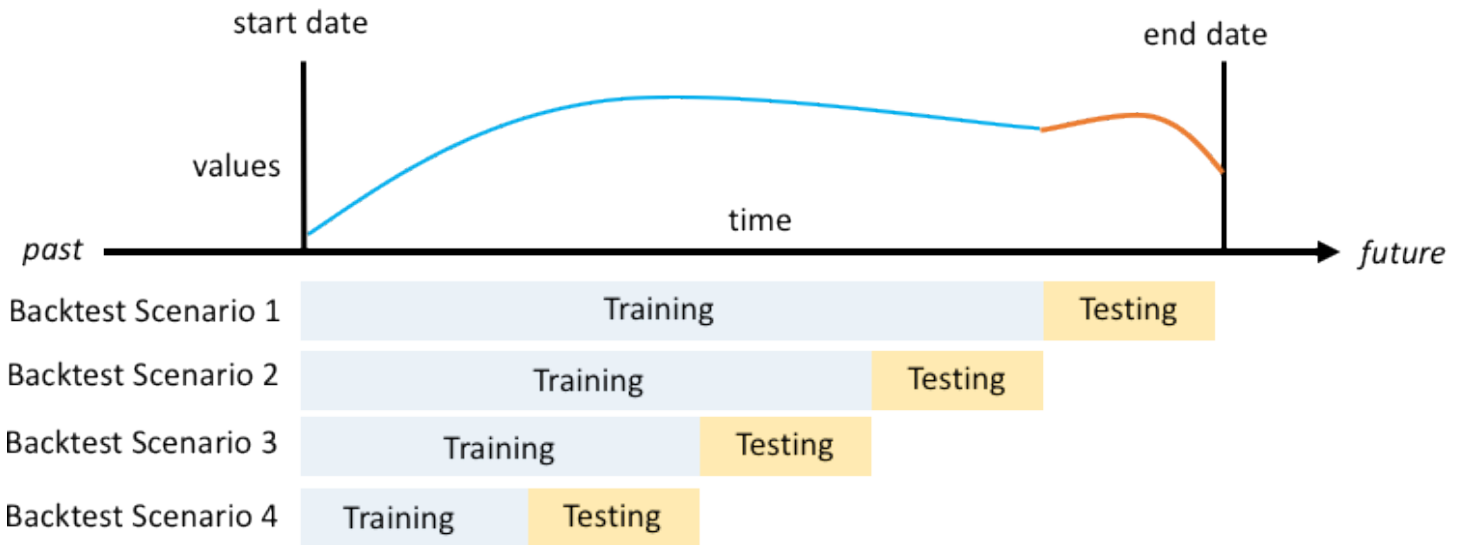 start date
end date
values
time
past
future
Backtest Scenario 1
Training
Testing
Backtest Scenario 2
Training
Testing
Backtest Scenario 3
Training
Testing
Backtest Scenario 4
Training
Testing